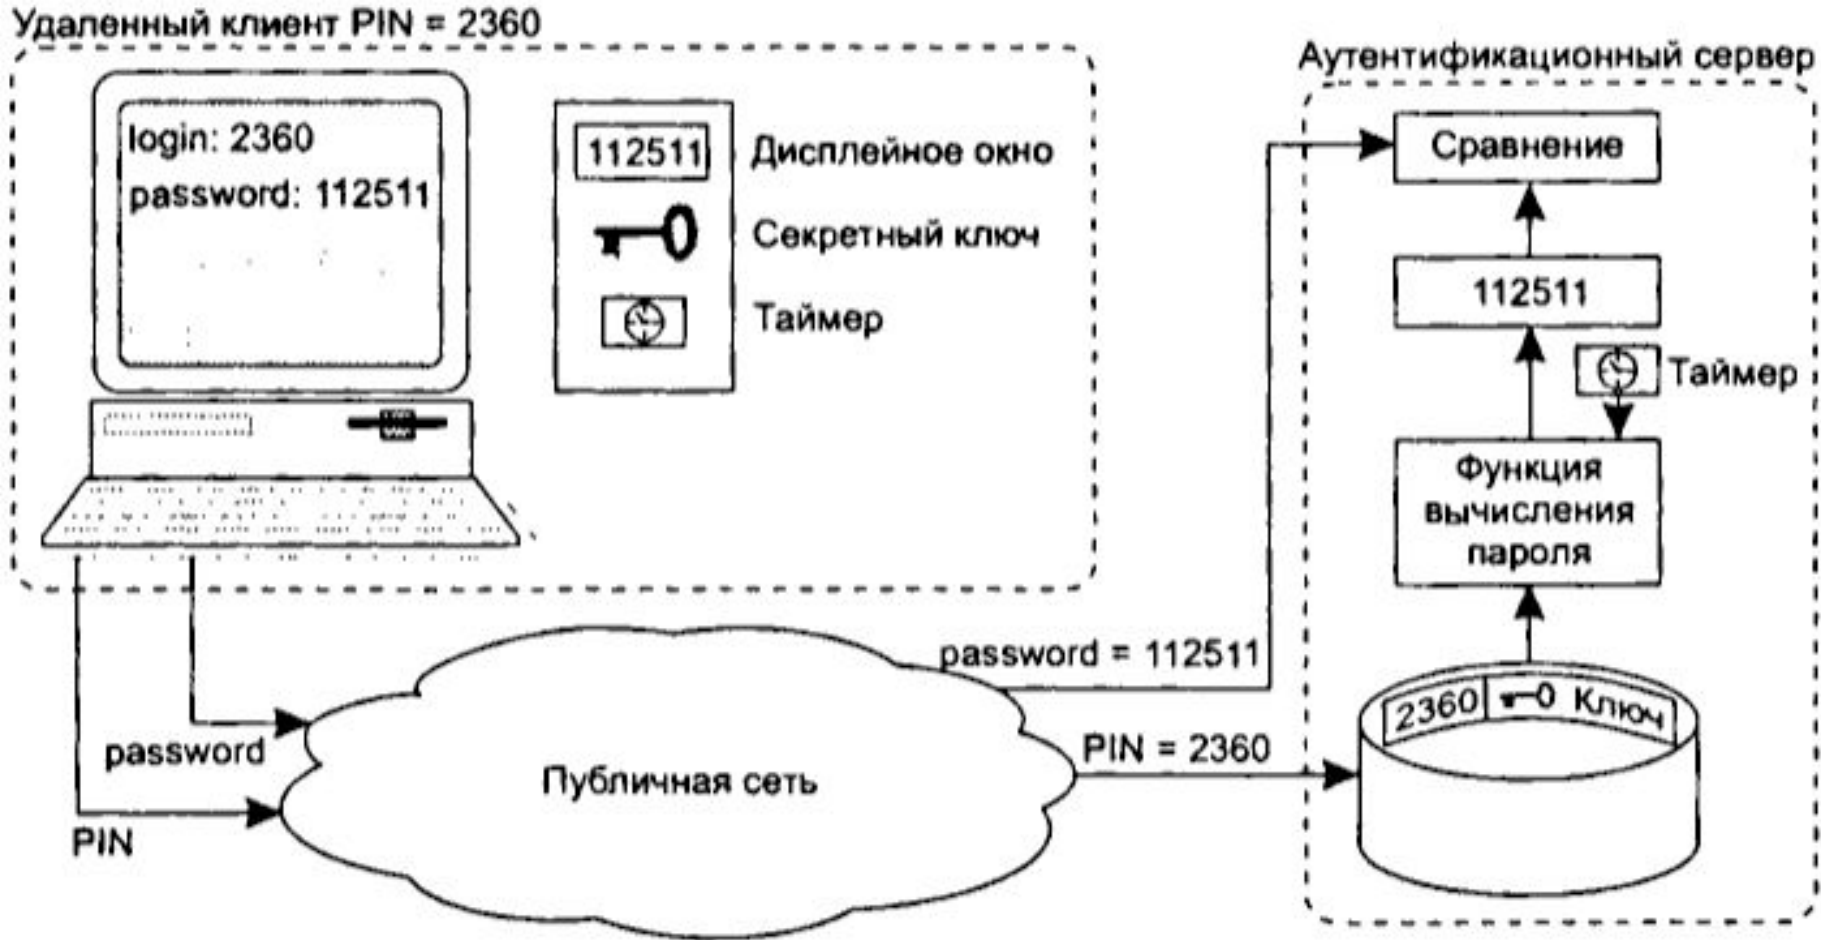 Удаленный клиент PIN = 2360
login: 2360
password: 112511
112511
Дисплейное окно
Секретный ключ
Таймер
password
PIN
Публичная сеть
password = 112511
PIN = 2360
Аутентификационный сервер
Сравнение
112511
Таймер
Функция
вычисления
пароля
2360 Ключ